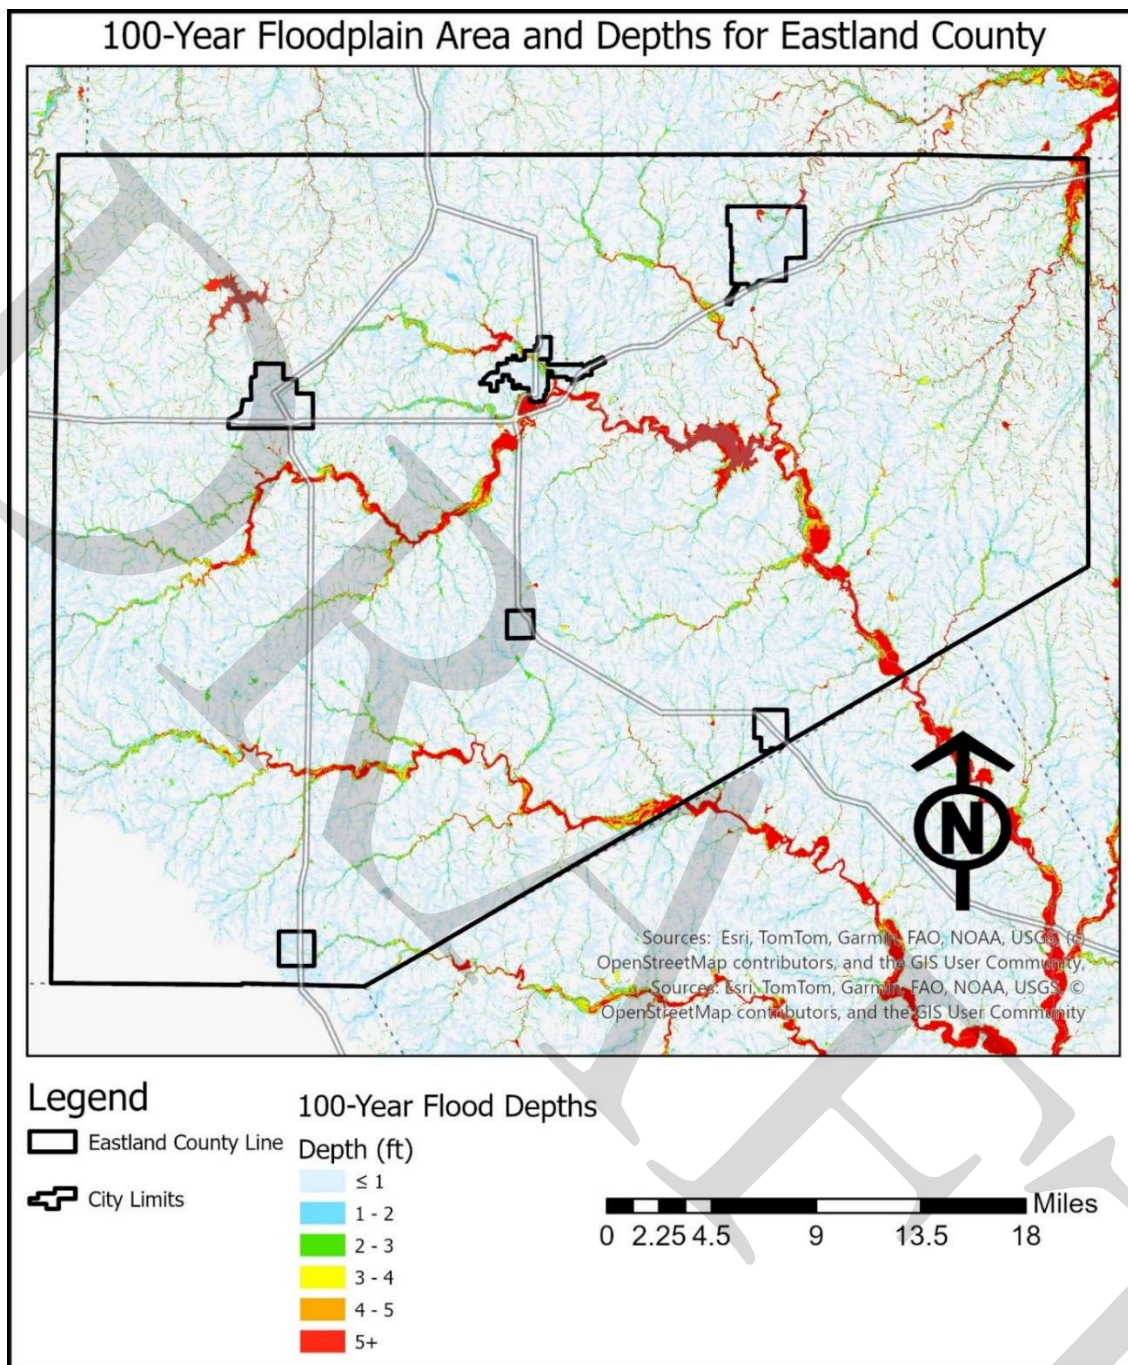 100-Year Floodplain Area and Depths for Eastland County
N
Sources: Esri, TomTom, Garmin, FAO, NOAA, USGS, ©
OpenStreetMap contributors, and the GIS User Community,
Sources: Esri, TomTom, Garmin, FAO, NOAA, USGS, ©
OpenStreetMap contributors, and the GIS User Community
Legend
Eastland County Line
City Limits
100-Year Flood Depths
Depth (ft)
≤ 1
1 - 2
2 - 3
3 - 4
4 - 5
5+
Miles
0 2.25 4.5 9 13.5 18
DRAFT